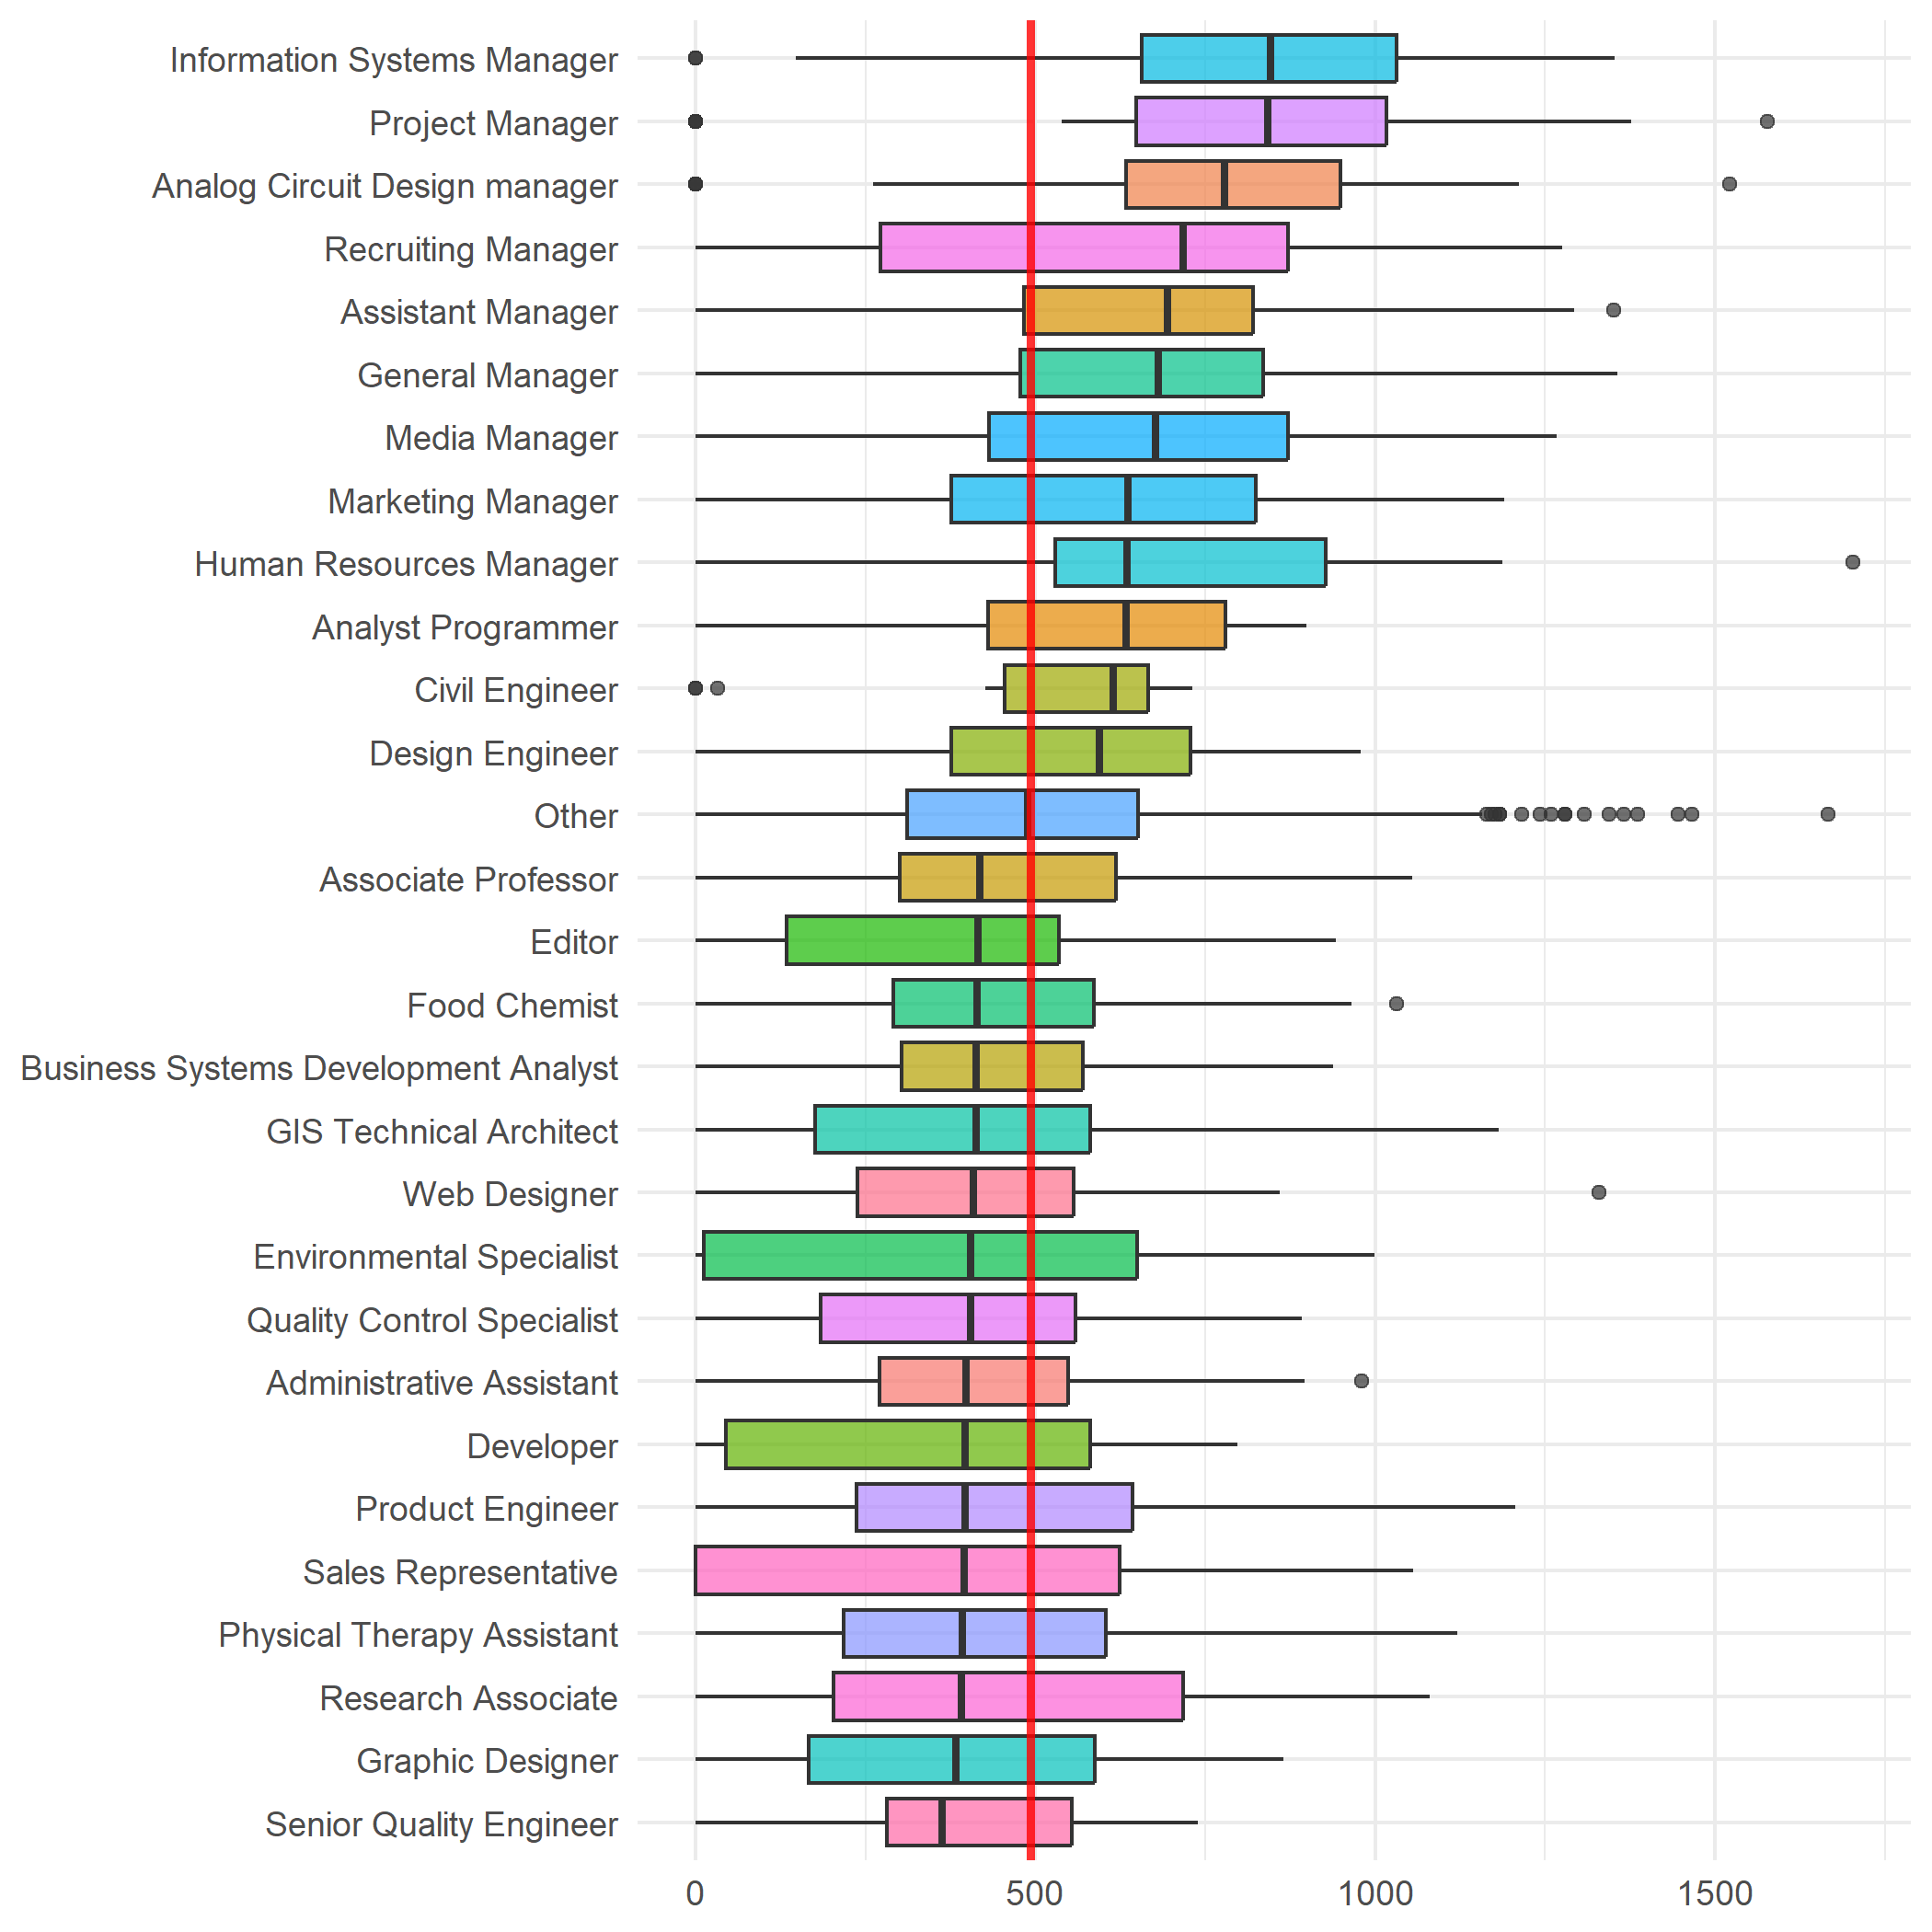 Information Systems Manager
Project Manager
Analog Circuit Design manager
Recruiting Manager
Assistant Manager
General Manager
Media Manager
Marketing Manager
Human Resources Manager
Analyst Programmer
Civil Engineer
Design Engineer
Other
Associate Professor
Editor
Food Chemist
Business Systems Development Analyst
GIS Technical Architect
Web Designer
Environmental Specialist
Quality Control Specialist
Administrative Assistant
Developer
Product Engineer
Sales Representative
Physical Therapy Assistant
Research Associate
Graphic Designer
Senior Quality Engineer
0 500 1000 1500